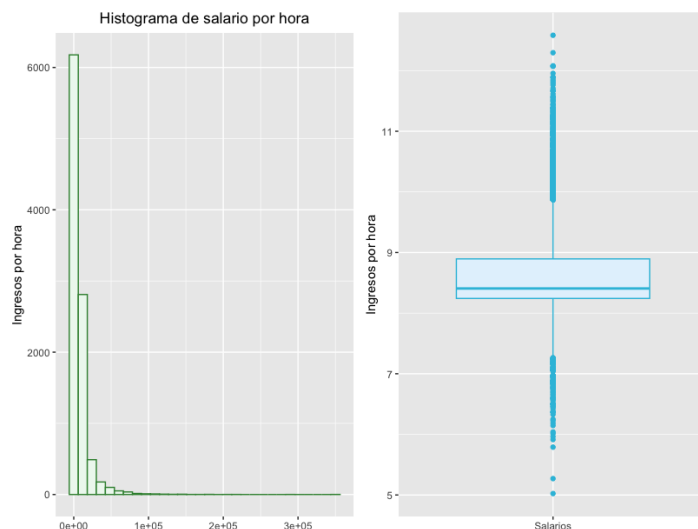 Histograma de salario por hora
Ingresos por hora
6000
4000
2000
0
0e+00
1e+05
2e+05
3e+05
Ingresos por hora
11
9
7
5
Salarios